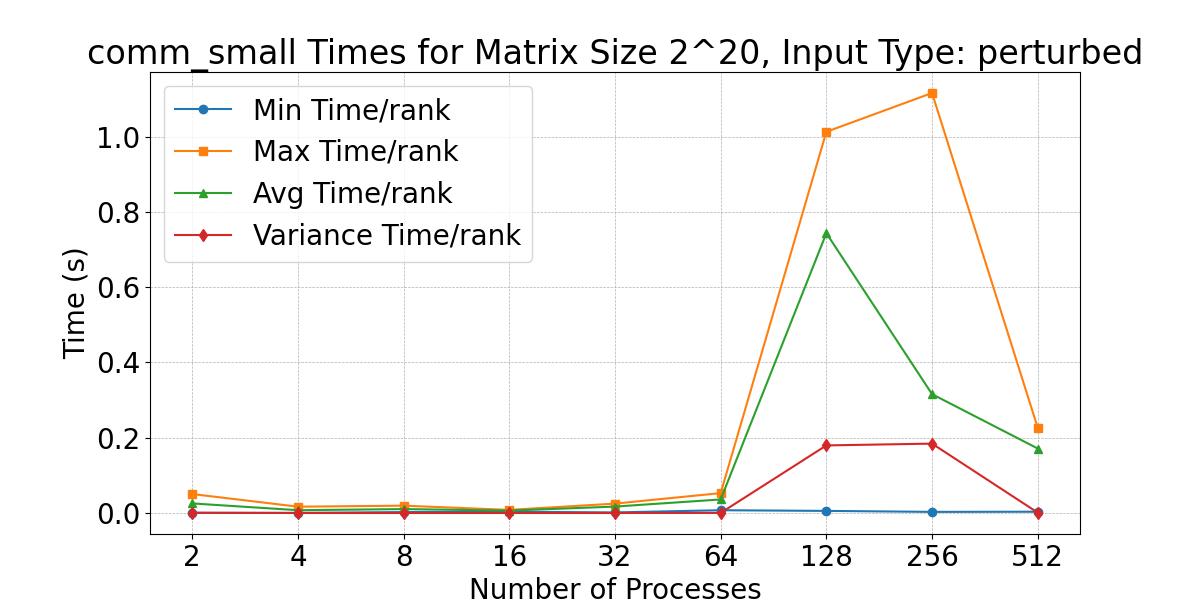 comm_small Times for Matrix Size 2^20, Input Type: perturbed
Min Time/rank
Max Time/rank
Avg Time/rank
Variance Time/rank
Time (s)
1.0
0.8
0.6
0.4
0.2
0.0
2 4 8 16 32 64 128 256 512
Number of Processes